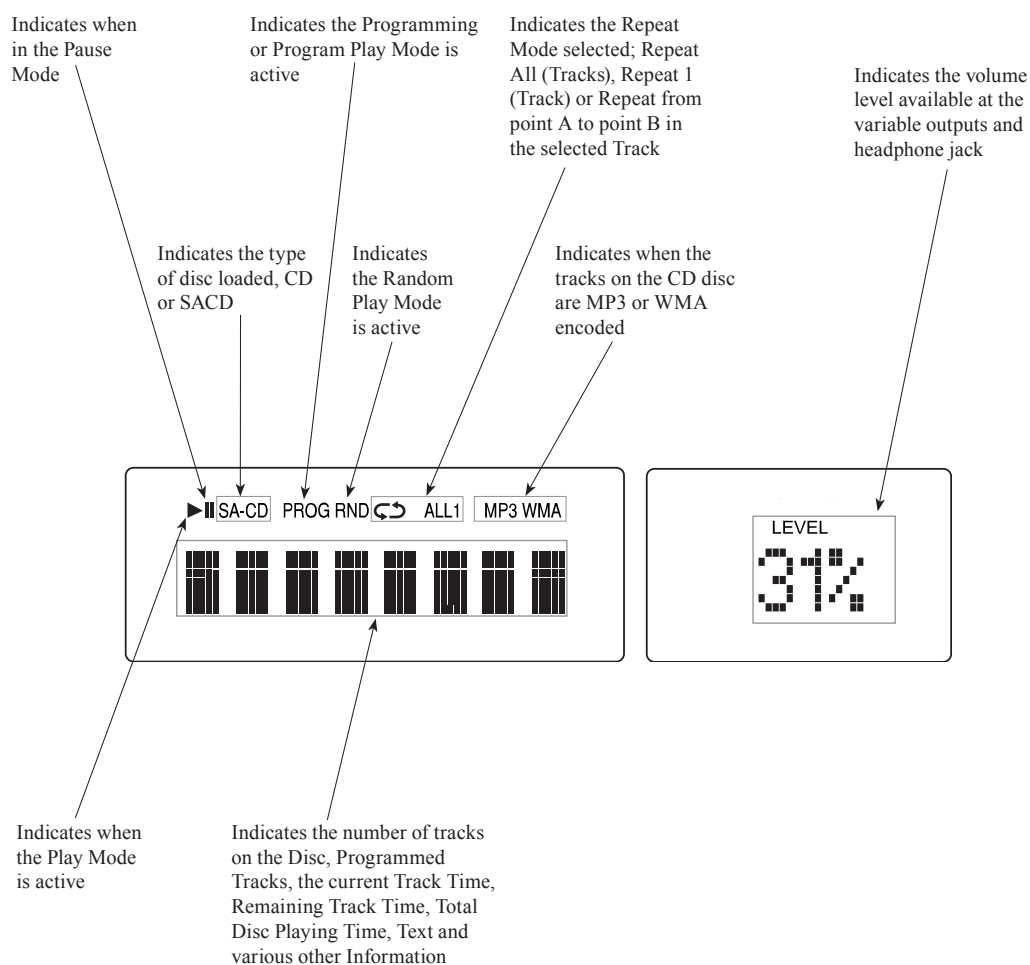 Indicates when
in the Pause
Mode
Indicates the Programming
or Program Play Mode is
active
Indicates the Repeat
Mode selected; Repeat
All (Tracks), Repeat 1
(Track) or Repeat from
point A to point B in
the selected Track
Indicates the volume
level available at the
variable outputs and
headphone jack
Indicates the type
of disc loaded, CD
or SACD
Indicates
the Random
Play Mode
is active
Indicates when the
tracks on the CD disc
are MP3 or WMA
encoded
SA-CD PROG RND ALL1 MP3 WMA
LEVEL
31%
Indicates when
the Play Mode
is active
Indicates the number of tracks
on the Disc, Programmed
Tracks, the current Track Time,
Remaining Track Time, Total
Disc Playing Time, Text and
various other Information